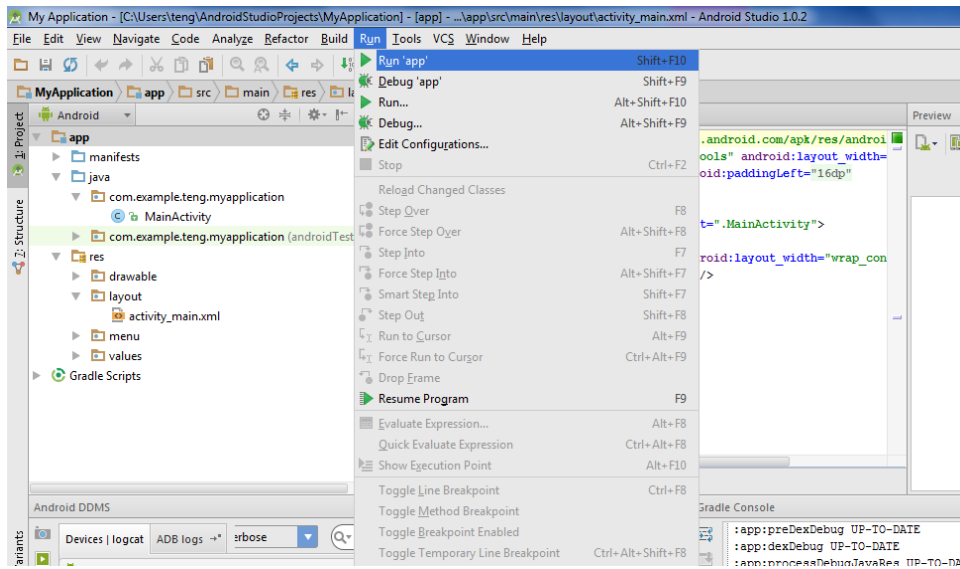 My Application - [C:\Users\teng\AndroidStudioProjects\MyApplication] - [app] - ...\app\src\main\res\layout\activity_main.xml - Android Studio 1.0.2
File Edit View Navigate Code Analyze Refactor Build Run Tools VCS Window Help
MyApplication app src main res
Android
Preview
1: Project
7: Structure
app
manifests
java
com.example.teng.myapplication
MainActivity
com.example.teng.myapplication (androidTest
res
drawable
layout
activity_main.xml
menu
values
Gradle Scripts
Run 'app' Shift+F10
Debug 'app' Shift+F9
Run... Alt+Shift+F10
Debug... Alt+Shift+F9
Edit Configurations...
Stop Ctrl+F2
Reload Changed Classes
Step Over F8
Force Step Over Alt+Shift+F8
Step Into F7
Force Step Into Alt+Shift+F7
Smart Step Into Shift+F7
Step Out Shift+F8
Run to Cursor Alt+F9
Force Run to Cursor Ctrl+Alt+F9
Drop Frame
Resume Program F9
Evaluate Expression... Alt+F8
Quick Evaluate Expression Ctrl+Alt+F8
Show Execution Point Alt+F10
Toggle Line Breakpoint Ctrl+F8
Toggle Method Breakpoint
Toggle Breakpoint Enabled
Toggle Temporary Line Breakpoint Ctrl+Alt+Shift+F8
.android.com/apk/res/androi
ools" android:layout_width=
oid:paddingLeft="16dp"
t=".MainActivity">
roid:layout_width="wrap_con
/>
Android DDMS
Devices | logcat ADB logs erbose
ariants
Gradle Console
:app:preDexDebug UP-TO-DATE
:app:dexDebug UP-TO-DATE
:app:processDebugJavaRes UP-TO-DA